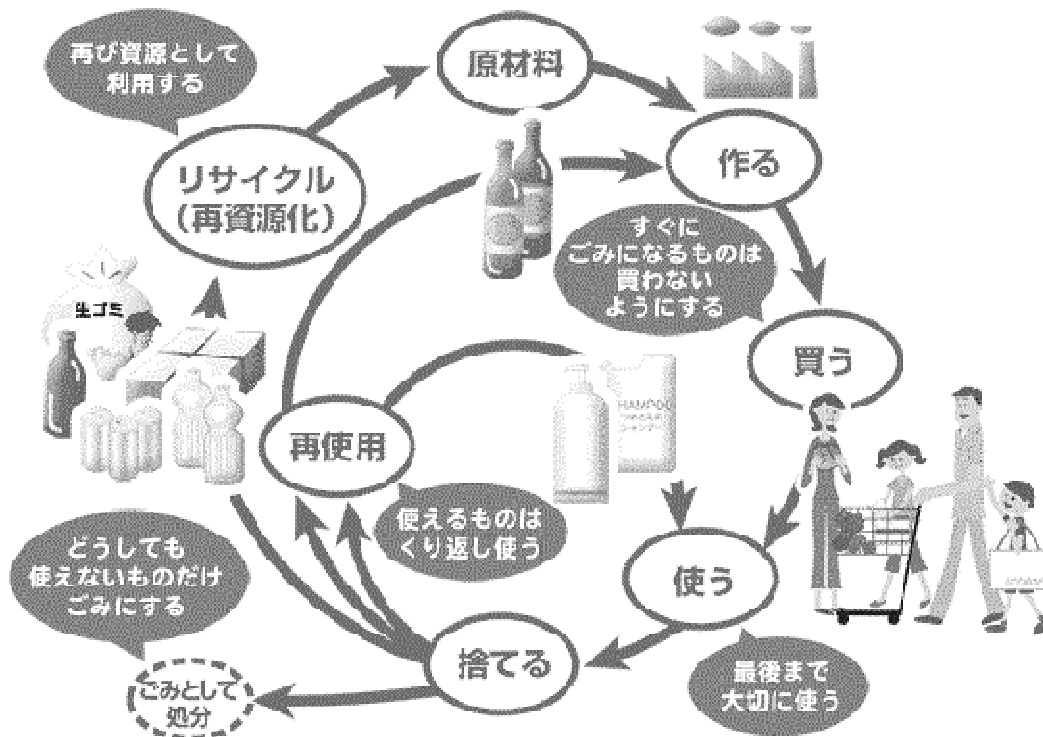 再び資源として
利用する
原材料
リサイクル
(再資源化)
作る
すぐに
ごみになるものは
買わない
ようにする
生ゴミ
買う
再使用
使えるものは
くり返し使う
どうしても
使えないものだけ
ごみにする
使う
捨てる
最後まで
大切に使う
ごみとして
処分